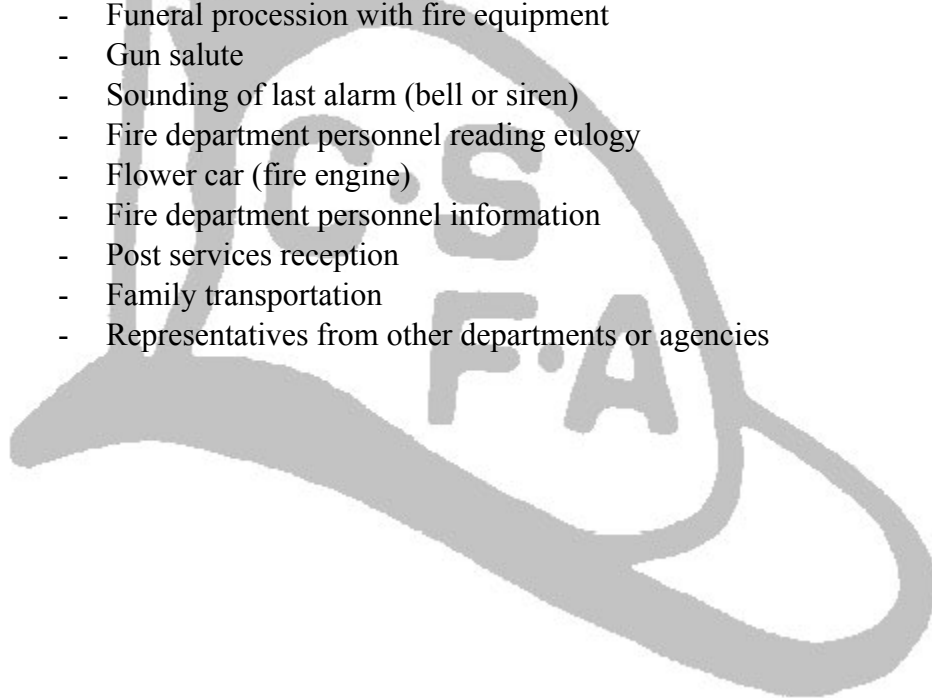 - Funeral procession with fire equipment
- Gun salute
- Sounding of last alarm (bell or siren)
- Fire department personnel reading eulogy
- Flower car (fire engine)
- Fire department personnel information
- Post services reception
- Family transportation
- Representatives from other departments or agencies
C·S
F·A